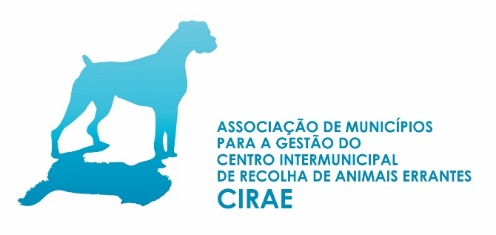 ASSOCIAÇÃO DE MUNICÍPIOS
PARA A GESTÃO DO
CENTRO INTERMUNICIPAL
DE RECOLHA DE ANIMAIS ERRANTES
CIRAE